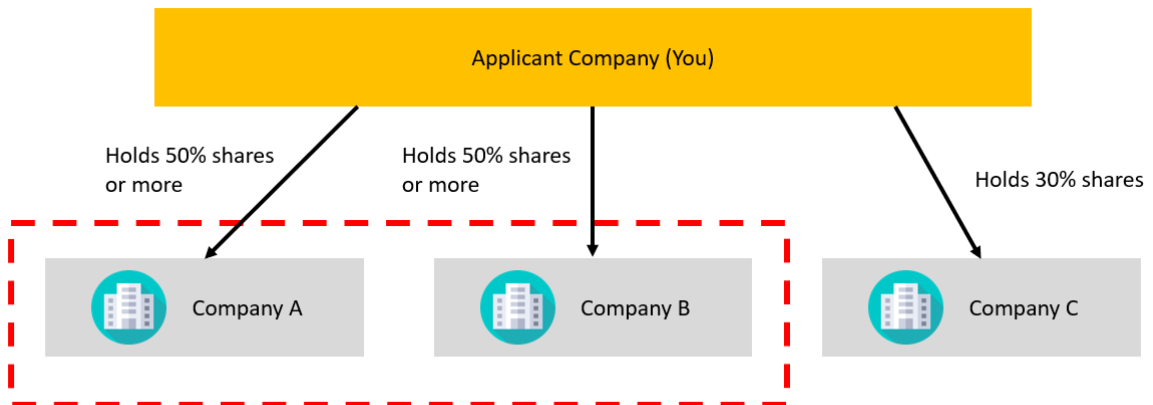 Applicant Company (You)
Holds 50% shares
or more
Holds 50% shares
or more
Holds 30% shares
Company A
Company B
Company C